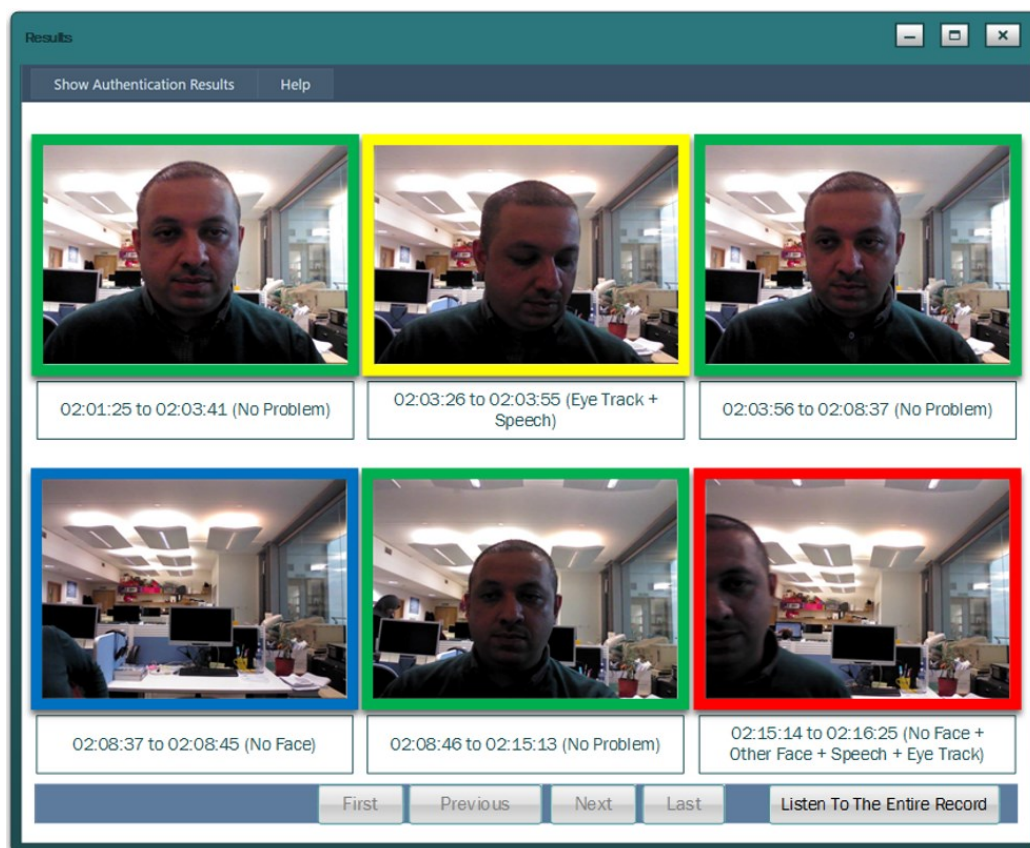 Results
Show Authentication Results Help
02:01:25 to 02:03:41 (No Problem)
02:03:26 to 02:03:55 (Eye Track +
Speech)
02:03:56 to 02:08:37 (No Problem)
02:08:37 to 02:08:45 (No Face)
02:08:46 to 02:15:13 (No Problem)
02:15:14 to 02:16:25 (No Face +
Other Face + Speech + Eye Track)
First Previous Next Last Listen To The Entire Record